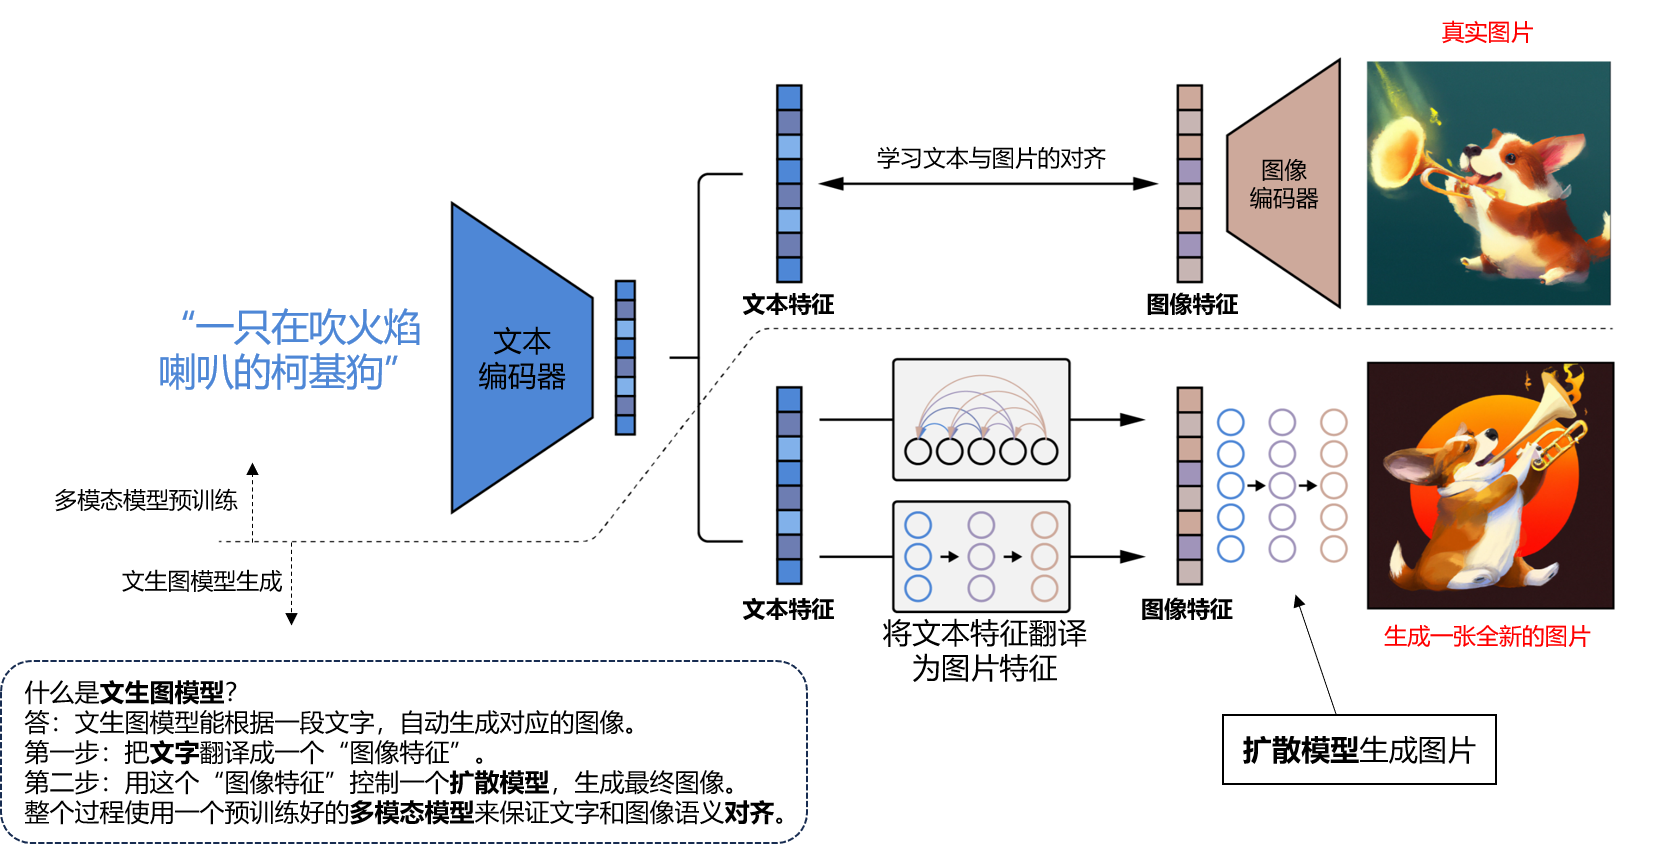 真实图片
学习文本与图片的对齐
图像
编码器
文本特征
图像特征
“一只在吹火焰
喇叭的柯基狗”
文本
编码器
多模态模型预训练
文生图模型生成
文本特征
将文本特征翻译
为图片特征
图像特征
生成一张全新的图片
扩散模型生成图片
什么是文生图模型?
答：文生图模型能根据一段文字，自动生成对应的图像。
第一步：把文字翻译成一个“图像特征”。
第二步：用这个“图像特征”控制一个扩散模型，生成最终图像。
整个过程使用一个预训练好的多模态模型来保证文字和图像语义对齐。